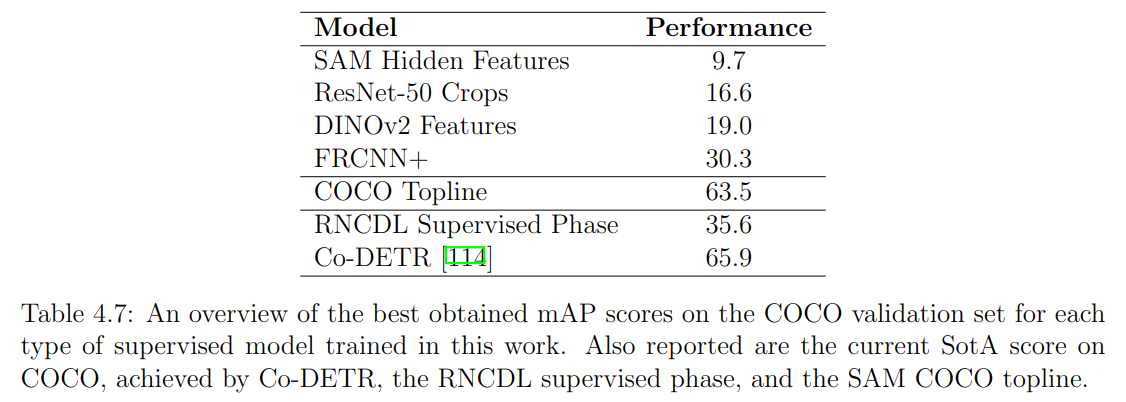 Model Performance
SAM Hidden Features 9.7
ResNet-50 Crops 16.6
DINOv2 Features 19.0
FRCNN+ 30.3
COCO Topline 63.5
RNCDL Supervised Phase 35.6
Co-DETR [114] 65.9
Table 4.7: An overview of the best obtained mAP scores on the COCO validation set for each
type of supervised model trained in this work. Also reported are the current SotA score on
COCO, achieved by Co-DETR, the RNCDL supervised phase, and the SAM COCO topline.